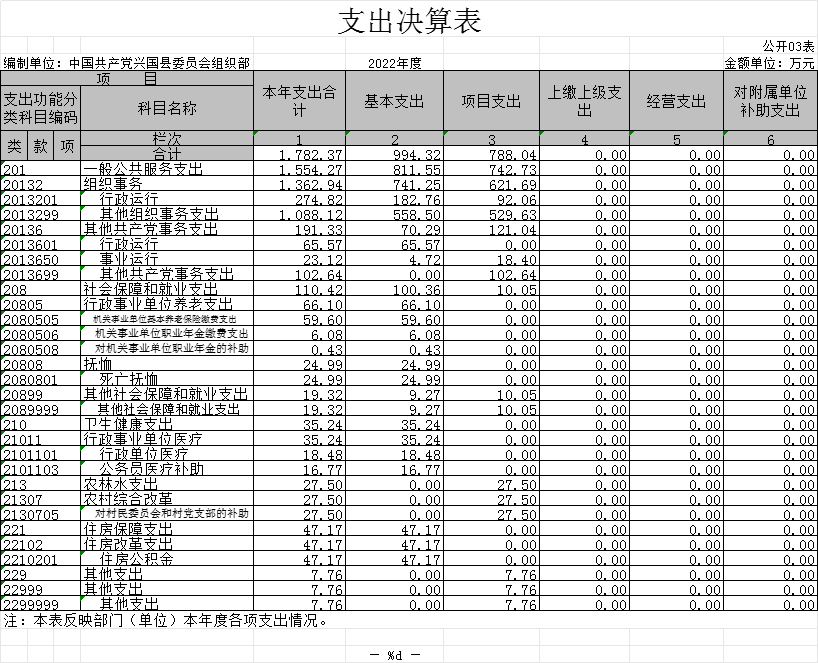 支出决算表
公开03表
编制单位：中国共产党兴国县委员会组织部 2022年度 金额单位：万元
项 目 本年支出合计 基本支出 项目支出 上缴上级支出 经营支出 对附属单位补助支出
支出功能分类科目编码 科目名称
类 款 项 栏次 1 2 3 4 5 6
合计 1,782.37 994.32 788.04 0.00 0.00 0.00
201 一般公共服务支出 1,554.27 811.55 742.73 0.00 0.00 0.00
20132 组织事务 1,362.94 741.25 621.69 0.00 0.00 0.00
2013201 行政运行 274.82 182.76 92.06 0.00 0.00 0.00
2013299 其他组织事务支出 1,088.12 558.50 529.63 0.00 0.00 0.00
20136 其他共产党事务支出 191.33 70.29 121.04 0.00 0.00 0.00
2013601 行政运行 65.57 65.57 0.00 0.00 0.00 0.00
2013650 事业运行 23.12 4.72 18.40 0.00 0.00 0.00
2013699 其他共产党事务支出 102.64 0.00 102.64 0.00 0.00 0.00
208 社会保障和就业支出 110.42 100.36 10.05 0.00 0.00 0.00
20805 行政事业单位养老支出 66.10 66.10 0.00 0.00 0.00 0.00
2080505 机关事业单位基本养老保险缴费支出 59.60 59.60 0.00 0.00 0.00 0.00
2080506 机关事业单位职业年金缴费支出 6.08 6.08 0.00 0.00 0.00 0.00
2080508 对机关事业单位职业年金的补助 0.43 0.43 0.00 0.00 0.00 0.00
20808 抚恤 24.99 24.99 0.00 0.00 0.00 0.00
2080801 死亡抚恤 24.99 24.99 0.00 0.00 0.00 0.00
20899 其他社会保障和就业支出 19.32 9.27 10.05 0.00 0.00 0.00
2089999 其他社会保障和就业支出 19.32 9.27 10.05 0.00 0.00 0.00
210 卫生健康支出 35.24 35.24 0.00 0.00 0.00 0.00
21011 行政事业单位医疗 35.24 35.24 0.00 0.00 0.00 0.00
2101101 行政单位医疗 18.48 18.48 0.00 0.00 0.00 0.00
2101103 公务员医疗补助 16.77 16.77 0.00 0.00 0.00 0.00
213 农林水支出 27.50 0.00 27.50 0.00 0.00 0.00
21307 农村综合改革 27.50 0.00 27.50 0.00 0.00 0.00
2130705 对村民委员会和村党支部的补助 27.50 0.00 27.50 0.00 0.00 0.00
221 住房保障支出 47.17 47.17 0.00 0.00 0.00 0.00
22102 住房改革支出 47.17 47.17 0.00 0.00 0.00 0.00
2210201 住房公积金 47.17 47.17 0.00 0.00 0.00 0.00
229 其他支出 7.76 0.00 7.76 0.00 0.00 0.00
22999 其他支出 7.76 0.00 7.76 0.00 0.00 0.00
2299999 其他支出 7.76 0.00 7.76 0.00 0.00 0.00
注：本表反映部门（单位）本年度各项支出情况。
— %d —